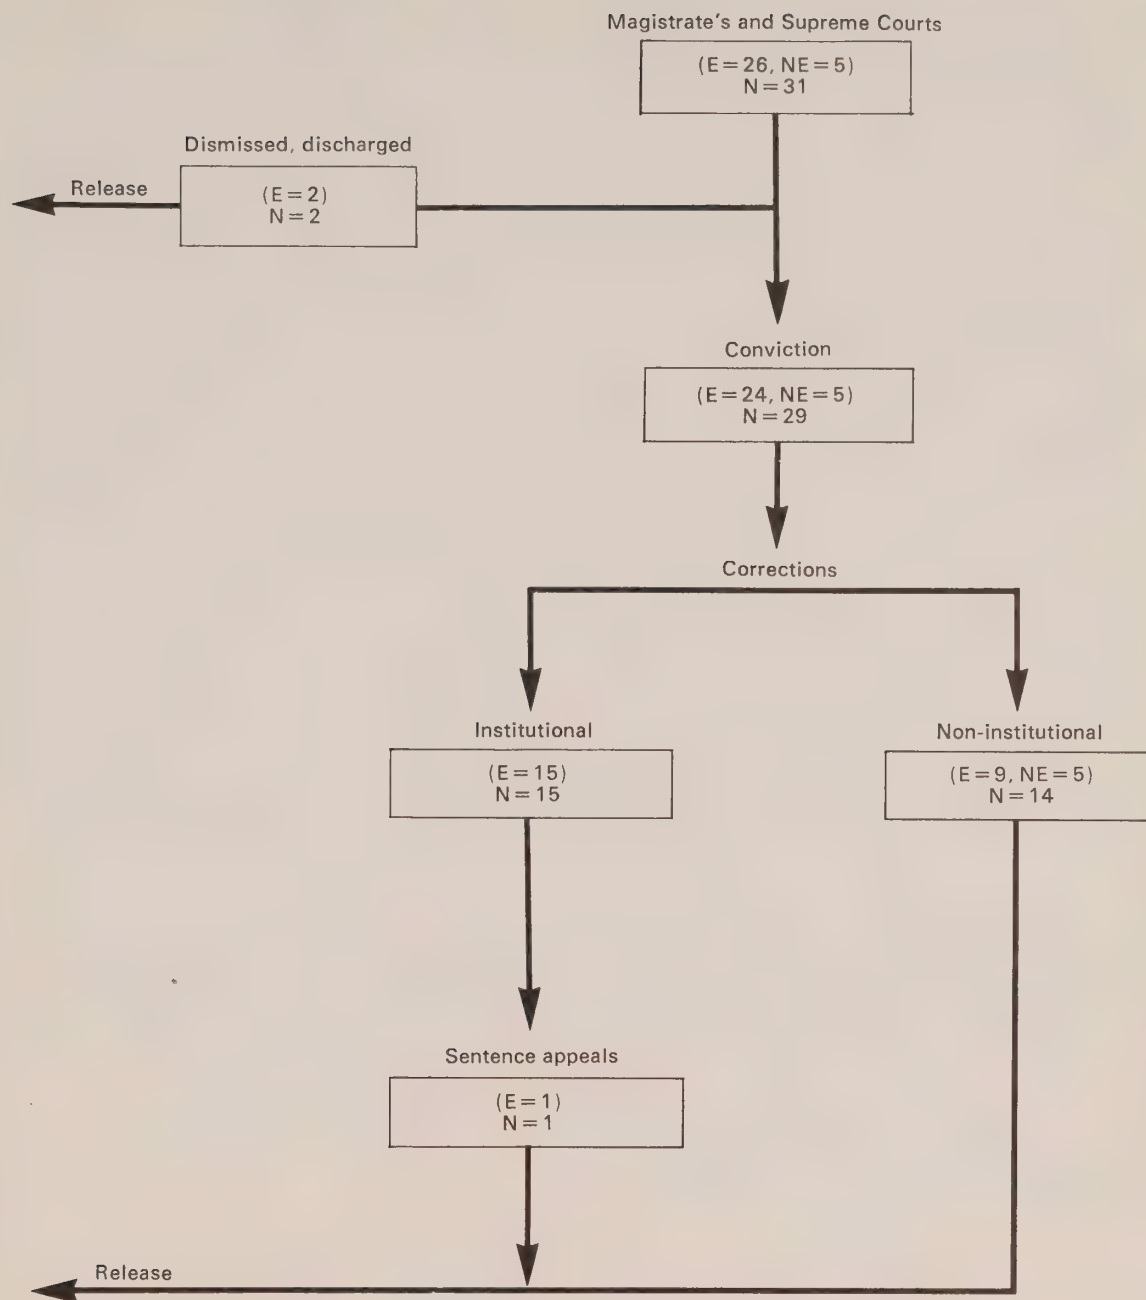 Magistrate's and Supreme Courts
(E=26, NE=5)
N=31
Dismissed, discharged
Release
(E=2)
N=2
Conviction
(E=24, NE=5)
N=29
Corrections
Institutional
(E=15)
N=15
Non-institutional
(E=9, NE=5)
N=14
Sentence appeals
(E=1)
N=1
Release